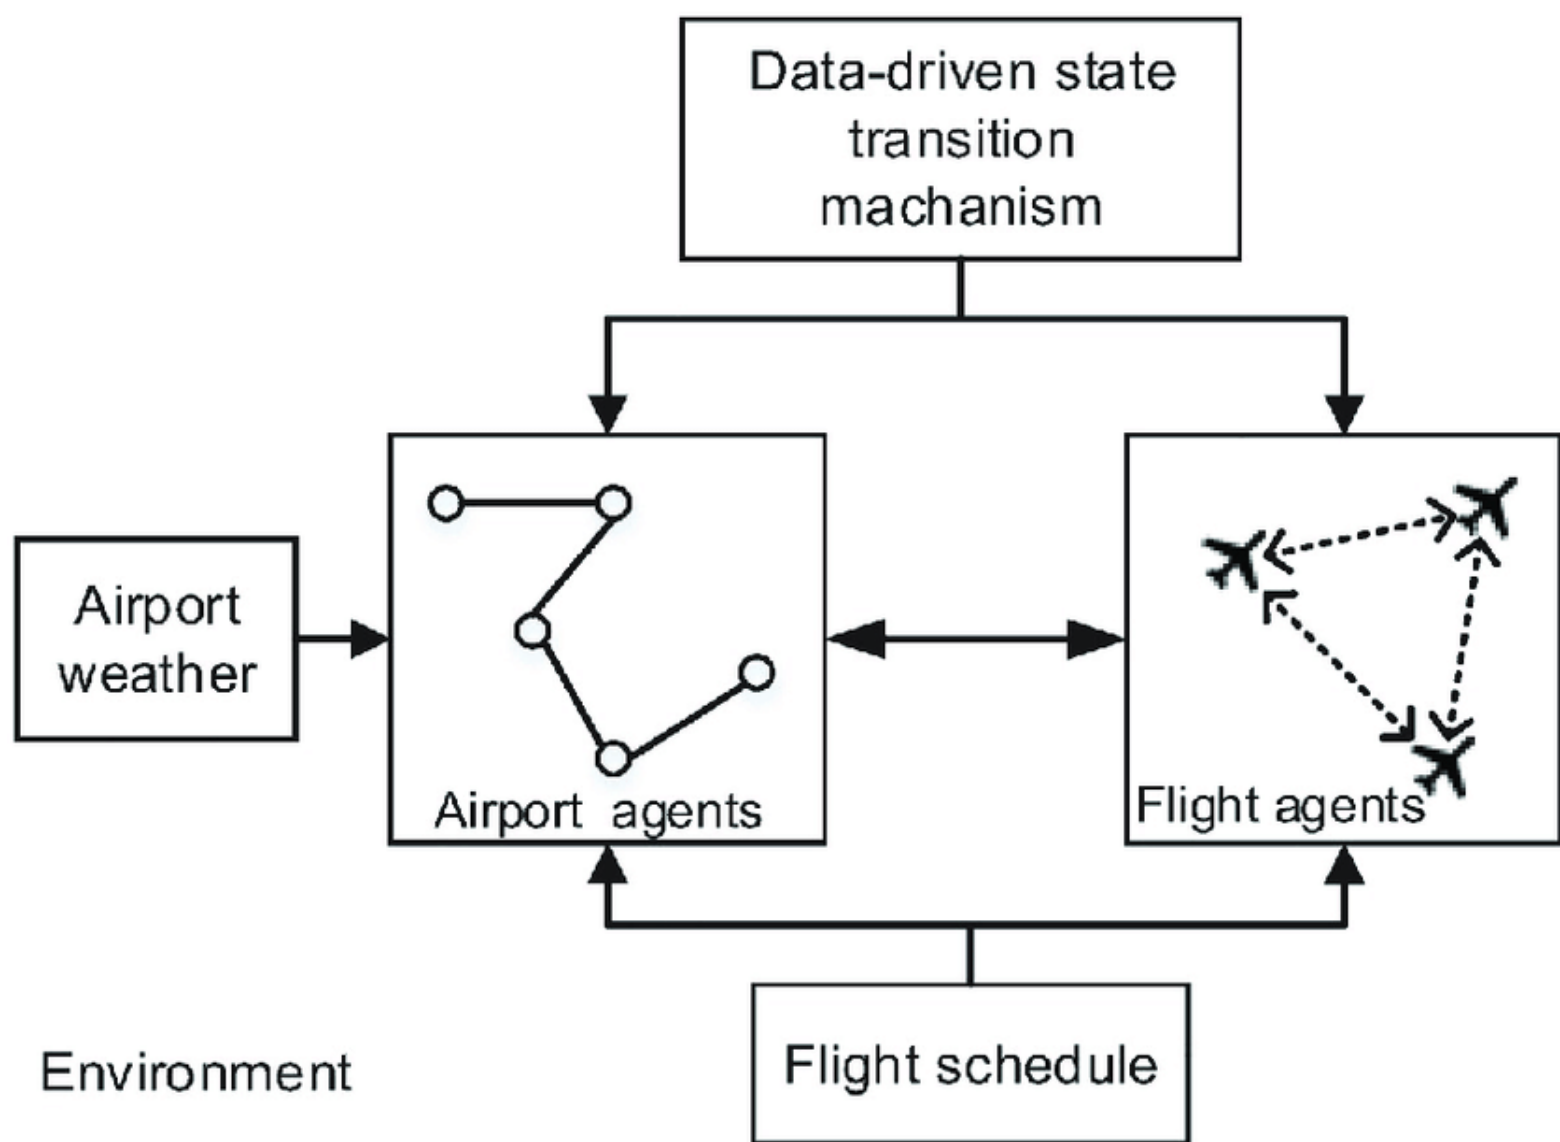 Data-driven state
transition
machanism
Airport
weather
Airport agents
Flight agents
Flight schedule
Environment